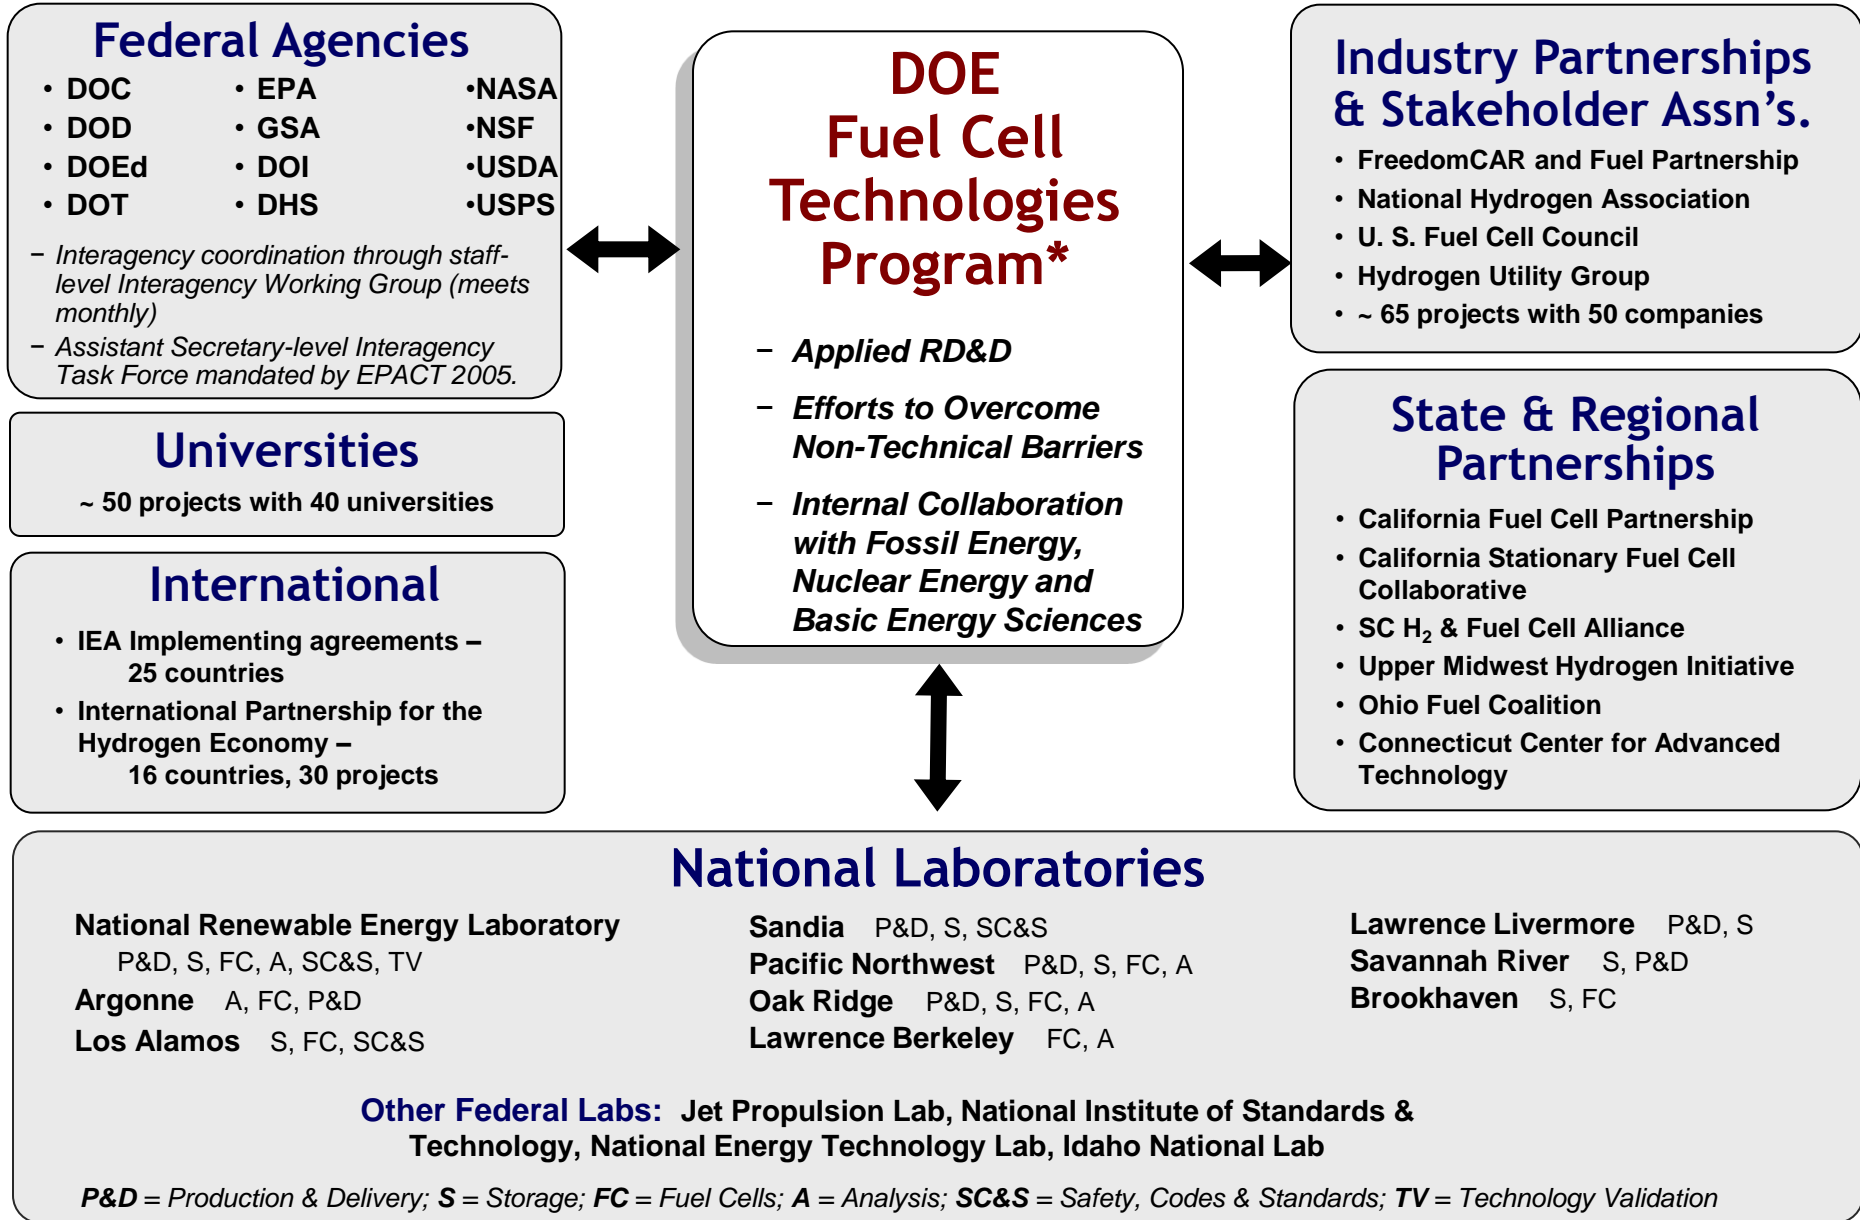 Federal Agencies
• DOC • EPA •NASA
• DOD • GSA •NSF
• DOEd • DOI •USDA
• DOT • DHS •USPS
– Interagency coordination through staff-
level Interagency Working Group (meets
monthly)
– Assistant Secretary-level Interagency
Task Force mandated by EPACT 2005.
Universities
~ 50 projects with 40 universities
International
• IEA Implementing agreements –
25 countries
• International Partnership for the
Hydrogen Economy –
16 countries, 30 projects
DOE
Fuel Cell
Technologies
Program*
– Applied RD&D
– Efforts to Overcome
Non-Technical Barriers
– Internal Collaboration
with Fossil Energy,
Nuclear Energy and
Basic Energy Sciences
Industry Partnerships
& Stakeholder Assn's.
• FreedomCAR and Fuel Partnership
• National Hydrogen Association
• U. S. Fuel Cell Council
• Hydrogen Utility Group
• ~ 65 projects with 50 companies
State & Regional
Partnerships
• California Fuel Cell Partnership
• California Stationary Fuel Cell
Collaborative
• SC H₂ & Fuel Cell Alliance
• Upper Midwest Hydrogen Initiative
• Ohio Fuel Coalition
• Connecticut Center for Advanced
Technology
National Laboratories
National Renewable Energy Laboratory
P&D, S, FC, A, SC&S, TV
Argonne A, FC, P&D
Los Alamos S, FC, SC&S
Sandia P&D, S, SC&S
Pacific Northwest P&D, S, FC, A
Oak Ridge P&D, S, FC, A
Lawrence Berkeley FC, A
Lawrence Livermore P&D, S
Savannah River S, P&D
Brookhaven S, FC
Other Federal Labs: Jet Propulsion Lab, National Institute of Standards &
Technology, National Energy Technology Lab, Idaho National Lab
P&D = Production & Delivery; S = Storage; FC = Fuel Cells; A = Analysis; SC&S = Safety, Codes & Standards; TV = Technology Validation